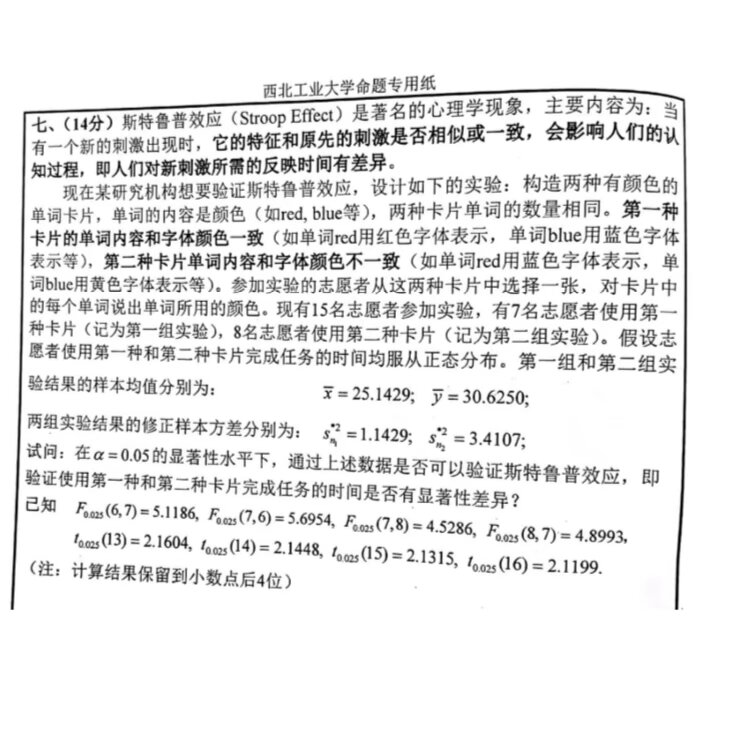 西北工业大学命题专用纸
七、（14分）斯特鲁普效应（Stroop Effect）是著名的心理学现象，主要内容为：当
有一个新的刺激出现时，它的特征和原先的刺激是否相似或一致，会影响人们的认
知过程，即人们对新刺激所需的反映时间有差异。
现在某研究机构想要验证斯特鲁普效应，设计如下的实验：构造两种有颜色的
单词卡片，单词的内容是颜色（如red, blue等），两种卡片单词的数量相同。第一种
卡片的单词内容和字体颜色一致（如单词red用红色字体表示，单词blue用蓝色字体
表示等），第二种卡片单词内容和字体颜色不一致（如单词red用蓝色字体表示，单
词blue用黄色字体表示等）。参加实验的志愿者从这两种卡片中选择一张，对卡片中
的每个单词说出单词所用的颜色。现有15名志愿者参加实验，有7名志愿者使用第一
种卡片（记为第一组实验），8名志愿者使用第二种卡片（记为第二组实验）。假设志
愿者使用第一种和第二种卡片完成任务的时间均服从正态分布。第一组和第二组实
验结果的样本均值分别为： x̄ = 25.1429; ȳ = 30.6250;
两组实验结果的修正样本方差分别为： s*²ₙ₁ = 1.1429; s*²ₙ₂ = 3.4107;
试问：在α = 0.05的显著性水平下，通过上述数据是否可以验证斯特鲁普效应，即
验证使用第一种和第二种卡片完成任务的时间是否有显著性差异？
已知 F₀.₀₂₅(6,7) = 5.1186, F₀.₀₂₅(7,6) = 5.6954, F₀.₀₂₅(7,8) = 4.5286, F₀.₀₂₅(8,7) = 4.8993,
t₀.₀₂₅(13) = 2.1604, t₀.₀₂₅(14) = 2.1448, t₀.₀₂₅(15) = 2.1315, t₀.₀₂₅(16) = 2.1199.
（注：计算结果保留到小数点后4位）